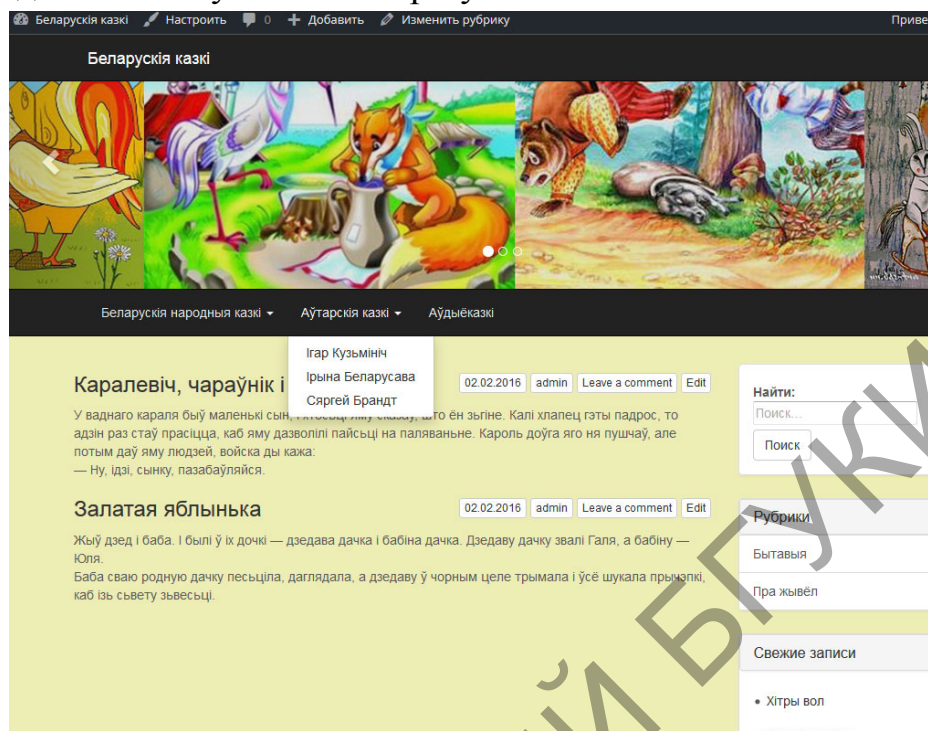 Беларускія казкі Настроить 0 Добавить Изменить рубрику Приве
Беларускія казкі
Беларускія народныя казкі Аўтарскія казкі Аўдыёказкі
Ігар Кузьмініч
Ірына Беларусава
Сяргей Брандт
Каралевіч, чараўнік і
02.02.2016 admin Leave a comment Edit
У ваднаго караля быў маленькі сын, што ён зьгіне. Калі хлапец гэты падрос, то
адзін раз стаў прасіцца, каб яму дазволілі пайсьці на паляваньне. Кароль доўга яго ня пушчаў, але
потым даў яму людзей, войска ды кажа:
— Ну, ідзі, сынку, пазабаўляйся.
Залатая яблынька
02.02.2016 admin Leave a comment Edit
Жыў дзед і баба. І былі ў іх дочкі — дзедава дачка і бабіна дачка. Дзедаву дачку звалі Галя, а бабіну —
Юля.
Баба сваю родную дачку песьціла, даглядала, а дзедаву ў чорным целе трымала і ўсё шукала прычэпкі,
каб ізь сьвету зьвесьці.
Найти:
Поиск...
Поиск
Рубрики
Бытавыя
Пра жывёл
Свежие записи
Хітры вол
Й БГУКИ